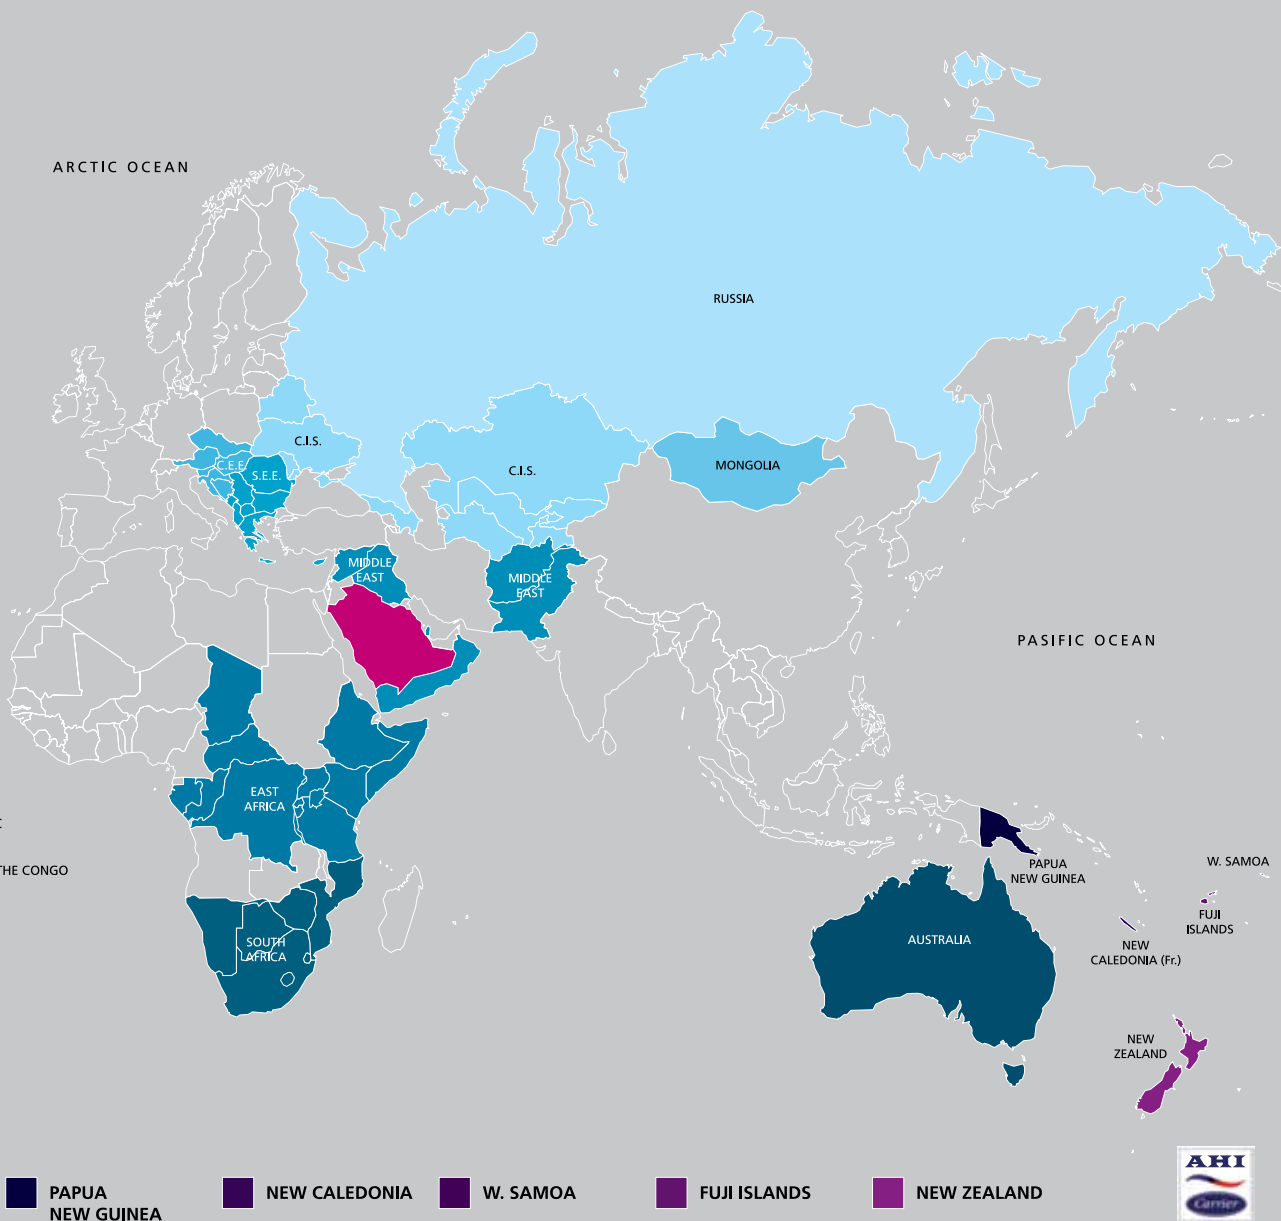 ARCTIC OCEAN
RUSSIA
C.I.S.
C.E.E.
S.E.E.
C.I.S.
MONGOLIA
MIDDLE
EAST
MIDDLE
EAST
PASIFIC OCEAN
EAST
AFRICA
THE CONGO
PAPUA
NEW GUINEA
W. SAMOA
FUJI
ISLANDS
SOUTH
AFRICA
AUSTRALIA
NEW
CALEDONIA (Fr.)
NEW
ZEALAND
PAPUA
NEW GUINEA
NEW CALEDONIA
W. SAMOA
FUJI ISLANDS
NEW ZEALAND
AHI
Carrier